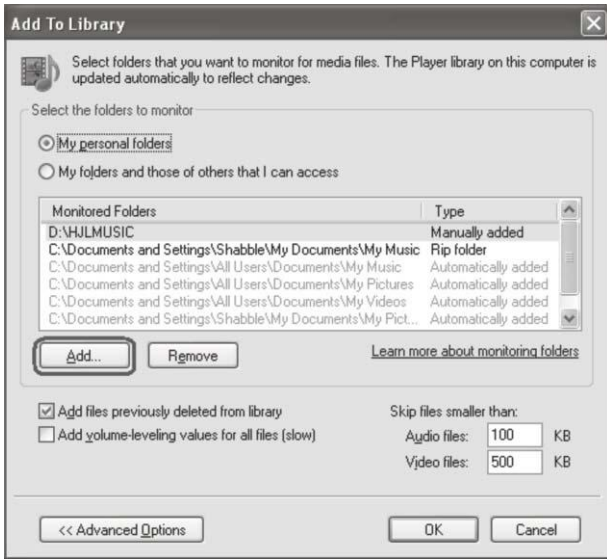 Add To Library
Select folders that you want to monitor for media files. The Player library on this computer is
updated automatically to reflect changes.
Select the folders to monitor
My personal folders
My folders and those of others that I can access
Monitored Folders Type
D:\HJLMUSIC Manually added
C:\Documents and Settings\Shabble\My Documents\My Music Rip folder
C:\Documents and Settings\All Users\Documents\My Music Automatically added
C:\Documents and Settings\All Users\Documents\My Pictures Automatically added
C:\Documents and Settings\All Users\Documents\My Videos Automatically added
C:\Documents and Settings\Shabble\My Documents\My Pict... Automatically added
Add... Remove Learn more about monitoring folders
Add files previously deleted from library
Add volume-leveling values for all files (slow)
Skip files smaller than:
Audio files: 100 KB
Video files: 500 KB
<< Advanced Options OK Cancel